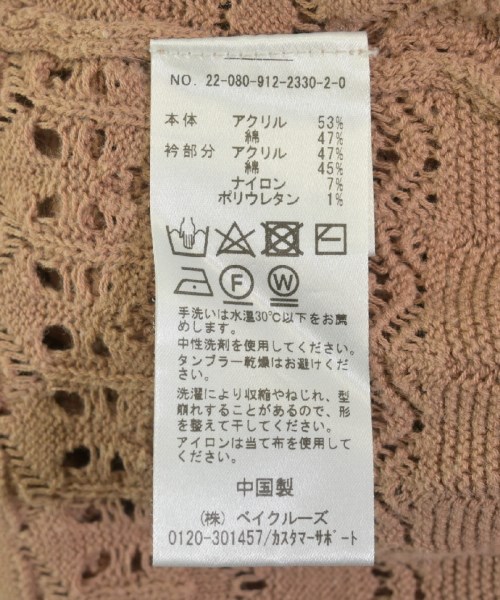 NO. 22-080-912-2330-2-0
本体 アクリル 53%
綿 47%
衿部分 アクリル 47%
綿 45%
ナイロン 7%
ポリウレタン 1%
F W
手洗いは水温30℃以下をお薦
めします。
中性洗剤を使用してください。
タンブラー乾燥はお避けくださ
い。
洗濯により収縮やねじれ、型
崩れすることがあるので、形
を整えて干してください。
アイロンは当て布を使用して
ください。
中国製
(株) ベイクルーズ
0120-301457/カスタマーサポート